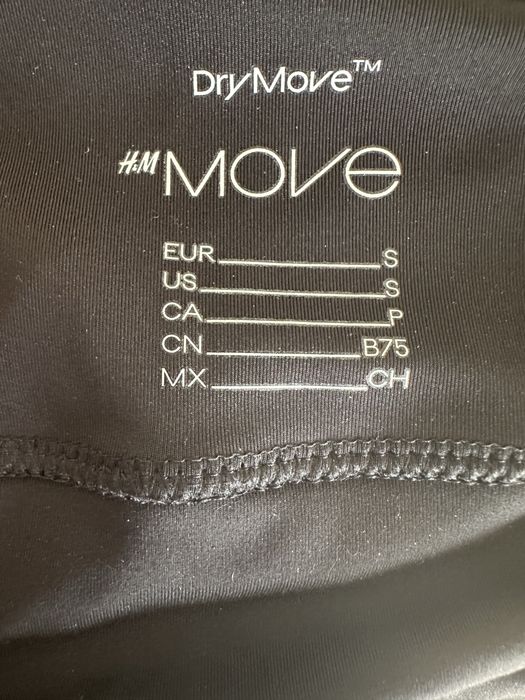 DryMove™
H&M MOVE
EUR S
US S
CA P
CN B75
MX CH